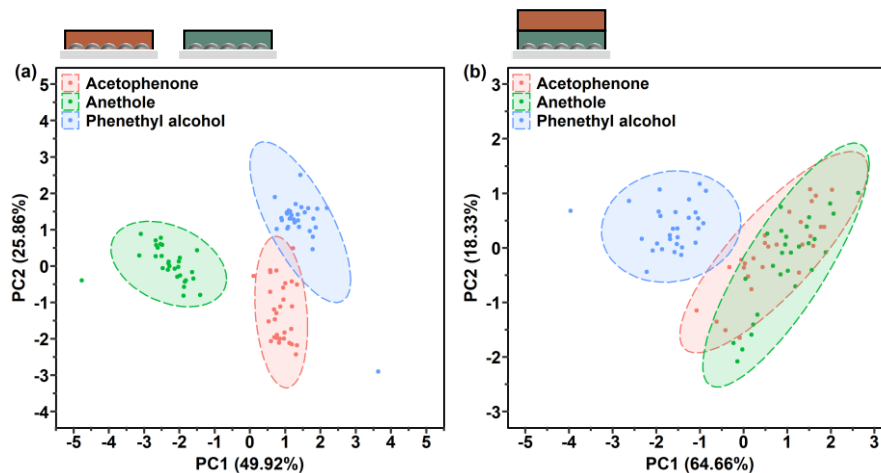 (a)
Acetophenone
Anethole
Phenethyl alcohol
PC2 (25.86%)
5
4
3
2
1
0
-1
-2
-3
-4
-5 -4 -3 -2 -1 0 1 2 3 4 5
PC1 (49.92%)
(b)
Acetophenone
Anethole
Phenethyl alcohol
PC2 (18.33%)
3
2
1
0
-1
-2
-3
-5 -4 -3 -2 -1 0 1 2 3
PC1 (64.66%)